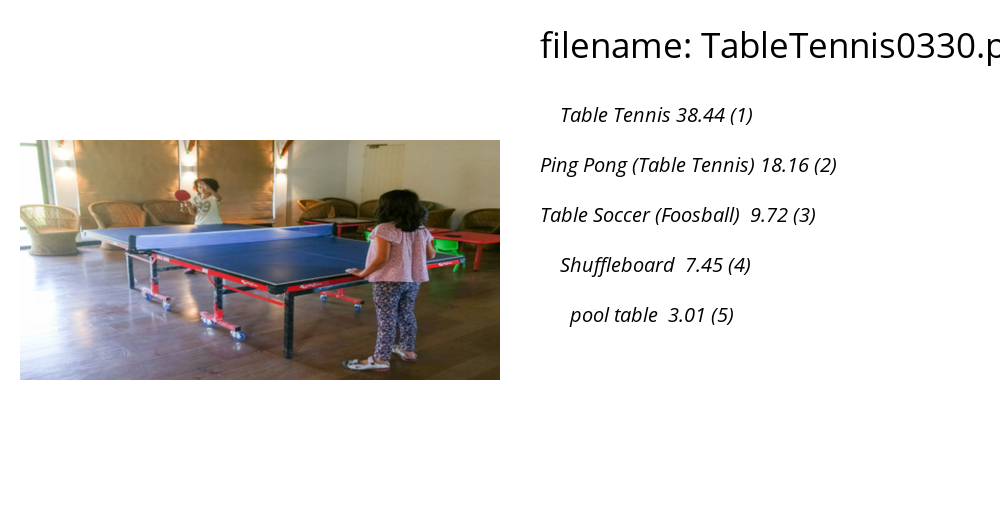 filename: TableTennis0330.p
Table Tennis 38.44 (1)
Ping Pong (Table Tennis) 18.16 (2)
Table Soccer (Foosball) 9.72 (3)
Shuffleboard 7.45 (4)
pool table 3.01 (5)